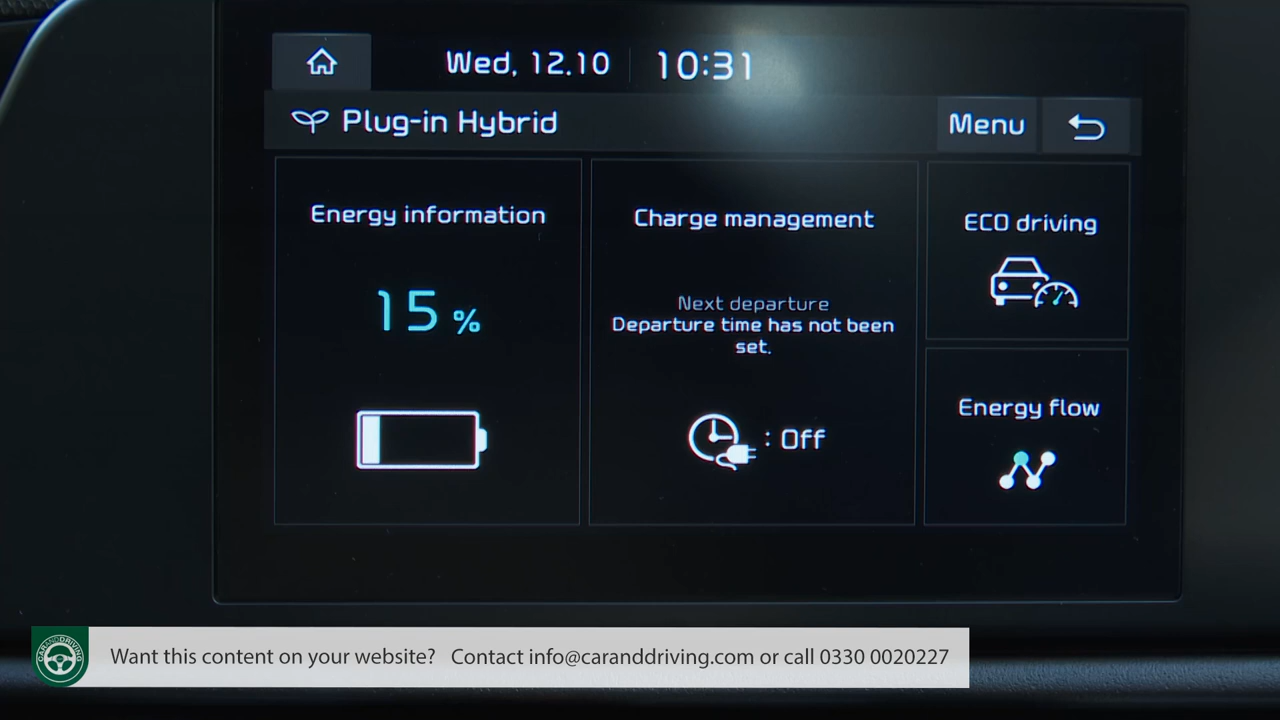 Wed, 12.10 10:31
Plug-in Hybrid
Menu
Energy information
15 %
Charge management
Next departure
Departure time has not been
set.
: Off
ECO driving
Energy flow
CARANDDRIVING
Want this content on your website? Contact info@caranddriving.com or call 0330 0020227